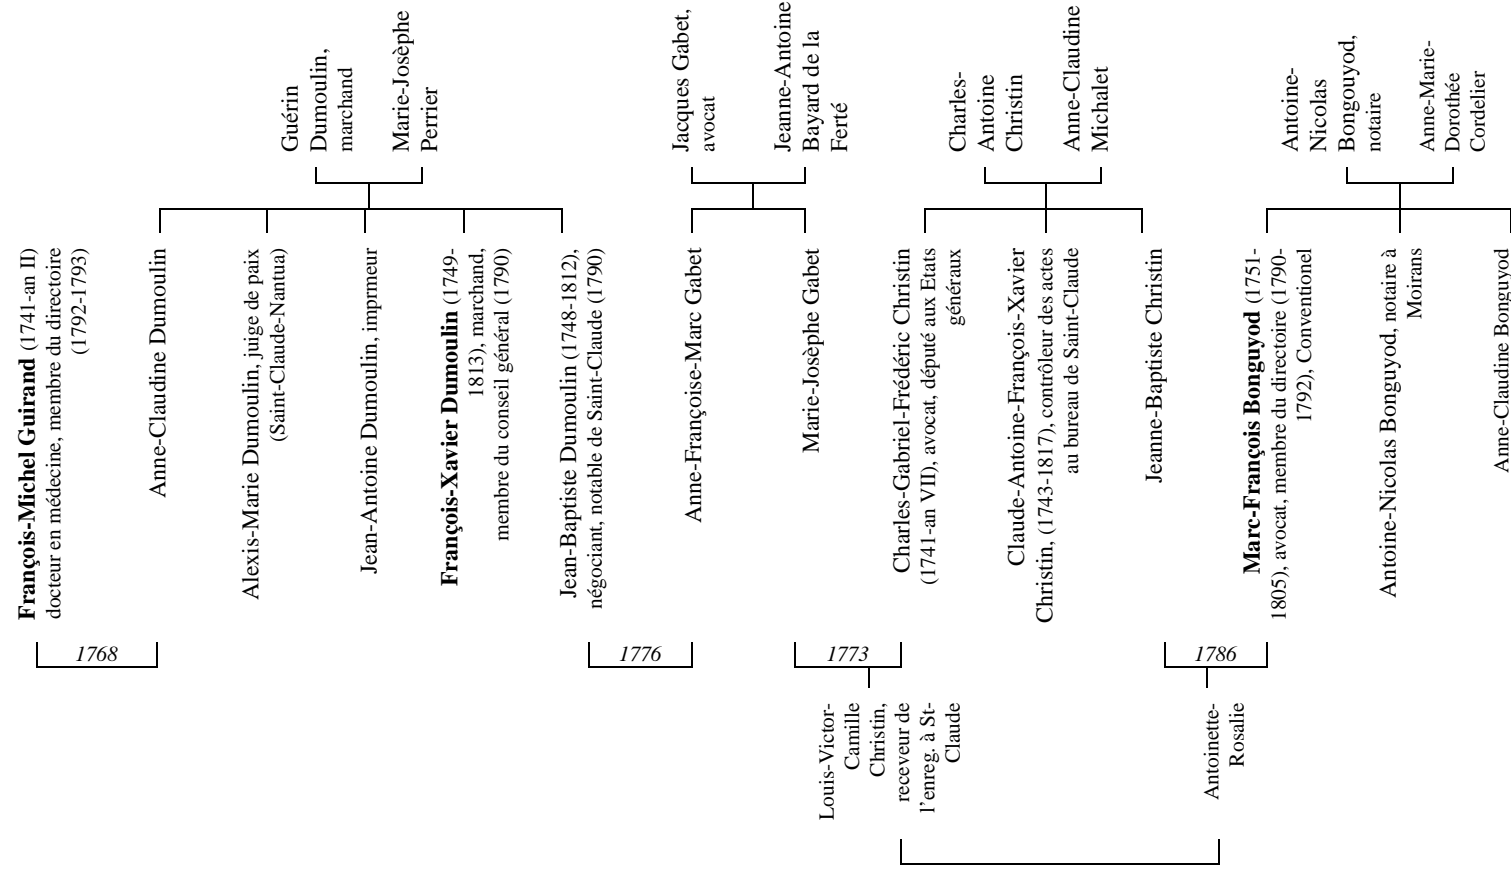 Guérin
Dumoulin,
marchand
Marie-Josèphe
Perrier
Jacques Gabet,
avocat
Jeanne-Antoine
Bayard de la
Ferté
Charles-
Antoine
Christin
Anne-Claudine
Michalet
Antoine-
Nicolas
Bongouyod,
notaire
Anne-Marie-
Dorothée
Cordelier
François-Michel Guirand (1741-an II)
docteur en médecine, membre du directoire
(1792-1793)
Anne-Claudine Dumoulin
Alexis-Marie Dumoulin, juige de paix
(Saint-Claude-Nantua)
Jean-Antoine Dumoulin, imprmeur
François-Xavier Dumoulin (1749-
1813), marchand,
membre du conseil général (1790)
Jean-Baptiste Dumoulin (1748-1812),
négociant, notable de Saint-Claude (1790)
Anne-Françoise-Marc Gabet
Marie-Josèphe Gabet
Charles-Gabriel-Frédéric Christin
(1741-an VII), avocat, député aux Etats
généraux
Claude-Antoine-François-Xavier
Christin, (1743-1817), contrôleur des actes
au bureau de Saint-Claude
Jeanne-Baptiste Christin
Marc-François Bonguyod (1751-
1805), avocat, membre du directoire (1790-
1792), Conventionel
Antoine-Nicolas Bonguyod, notaire à
Moirans
Anne-Claudine Bonguyod
1768
1776
1773
1786
Louis-Victor-
Camille
Christin,
receveur de
l'enreg. à St-
Claude
Antoinette-
Rosalie